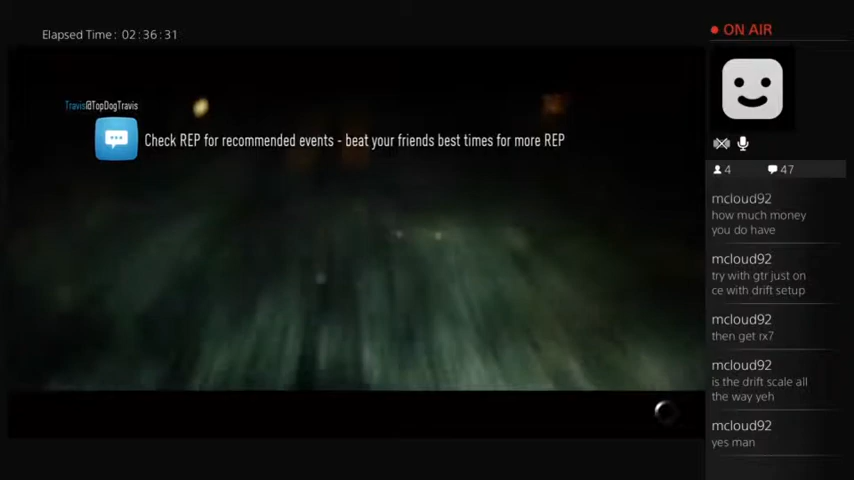 Elapsed Time : 02:36:31
ON AIR
Travis@TopDogTravis
Check REP for recommended events - beat your friends best times for more REP
4 47
mcloud92
how much money
you do have
mcloud92
try with gtr just on
ce with drift setup
mcloud92
then get rx7
mcloud92
is the drift scale all
the way yeh
mcloud92
yes man